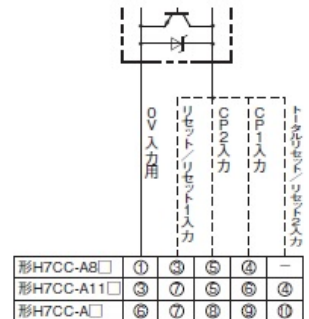 0V 入力用
リセット／リセット1入力
CP2入力
CP1入力
トータルリセット／リセット2入力
形H7CC-A8□ ① ③ ⑤ ④ −
形H7CC-A11□ ③ ⑦ ⑤ ⑥ ④
形H7CC-A□ ⑥ ⑦ ⑧ ⑨ ⑩